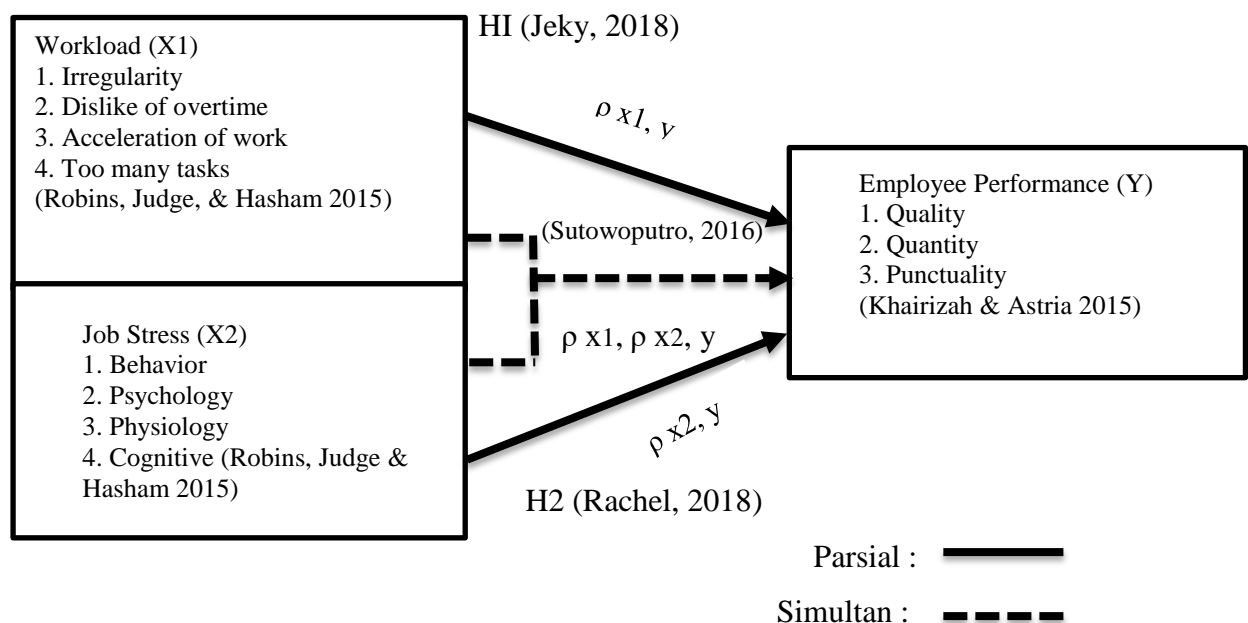 HI (Jeky, 2018)
Workload (X1)
1. Irregularity
2. Dislike of overtime
3. Acceleration of work
4. Too many tasks
(Robins, Judge, & Hasham 2015)
ρ x1, y
(Sutowoputro, 2016)
ρ x1, ρ x2, y
Employee Performance (Y)
1. Quality
2. Quantity
3. Punctuality
(Khairizah & Astria 2015)
Job Stress (X2)
1. Behavior
2. Psychology
3. Physiology
4. Cognitive (Robins, Judge &
Hasham 2015)
ρ x2, y
H2 (Rachel, 2018)
Parsial :
Simultan :